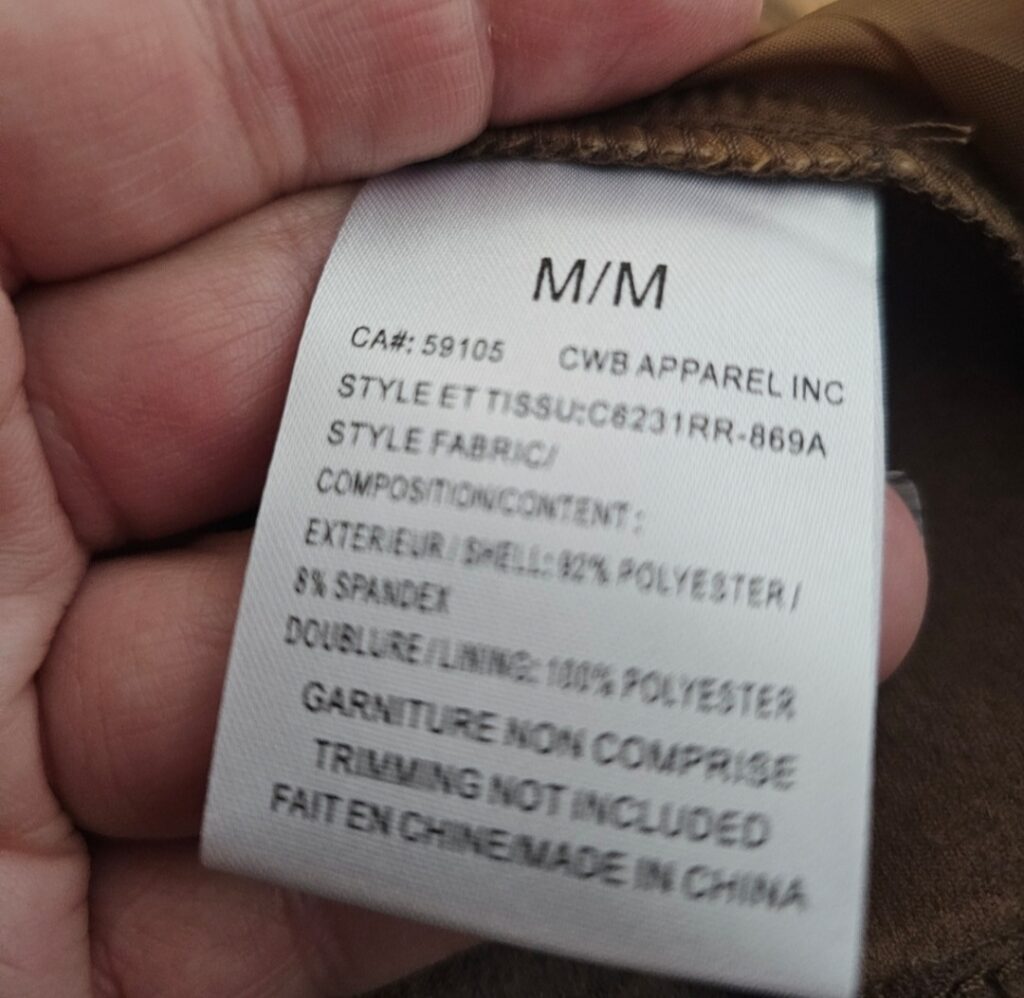 M/M
CA#: 59105 CWB APPAREL INC
STYLE ET TISSU:C6231RR-869A
STYLE FABRIC/
COMPOSITION/CONTENT :
EXTERIEUR / SHELL: 92% POLYESTER /
8% SPANDEX
DOUBLURE / LINING: 100% POLYESTER
GARNITURE NON COMPRISE
TRIMMING NOT INCLUDED
FAIT EN CHINE/MADE IN CHINA